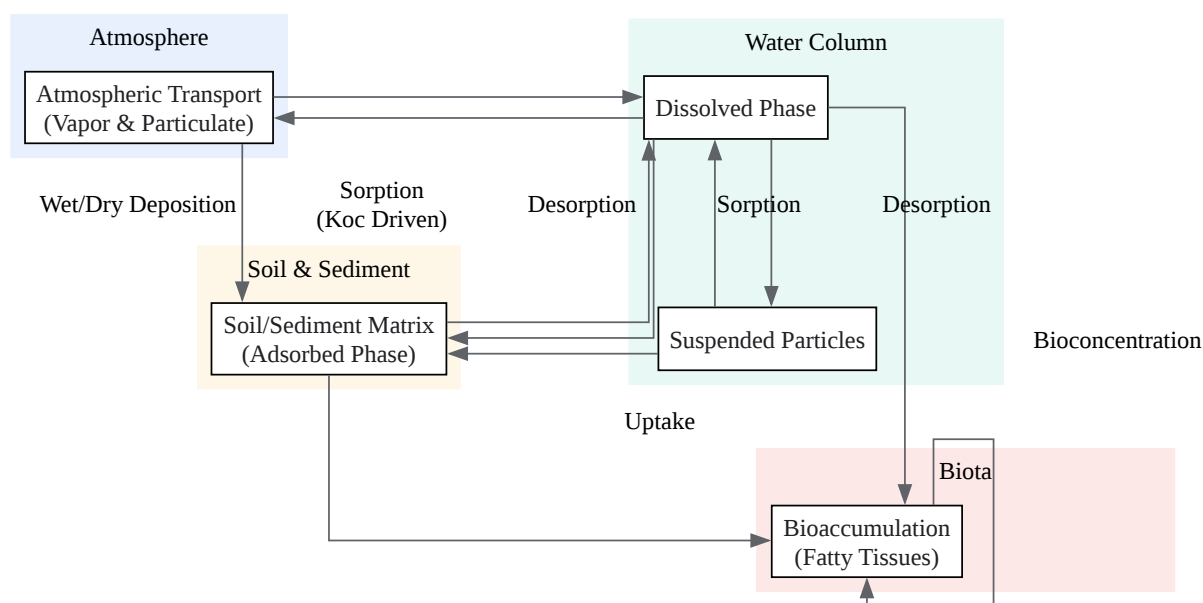 Atmosphere
Water Column
Atmospheric Transport
(Vapor & Particulate)
Dissolved Phase
Wet/Dry Deposition
Sorption
(Koc Driven)
Desorption
Sorption
Desorption
Soil & Sediment
Soil/Sediment Matrix
(Adsorbed Phase)
Suspended Particles
Bioconcentration
Uptake
Biota
Bioaccumulation
(Fatty Tissues)